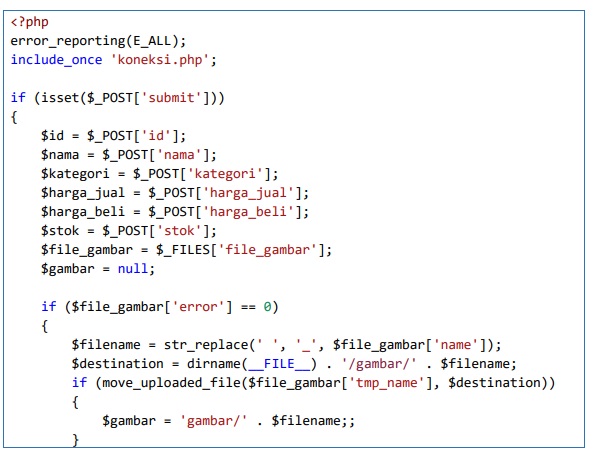 <?php
error_reporting(E_ALL);
include_once 'koneksi.php';

if (isset($_POST['submit']))
{
    $id = $_POST['id'];
    $nama = $_POST['nama'];
    $kategori = $_POST['kategori'];
    $harga_jual = $_POST['harga_jual'];
    $harga_beli = $_POST['harga_beli'];
    $stok = $_POST['stok'];
    $file_gambar = $_FILES['file_gambar'];
    $gambar = null;

    if ($file_gambar['error'] == 0)
    {
        $filename = str_replace(' ', '_', $file_gambar['name']);
        $destination = dirname(__FILE__) . '/gambar/' . $filename;
        if (move_uploaded_file($file_gambar['tmp_name'], $destination))
        {
            $gambar = 'gambar/' . $filename;;
        }